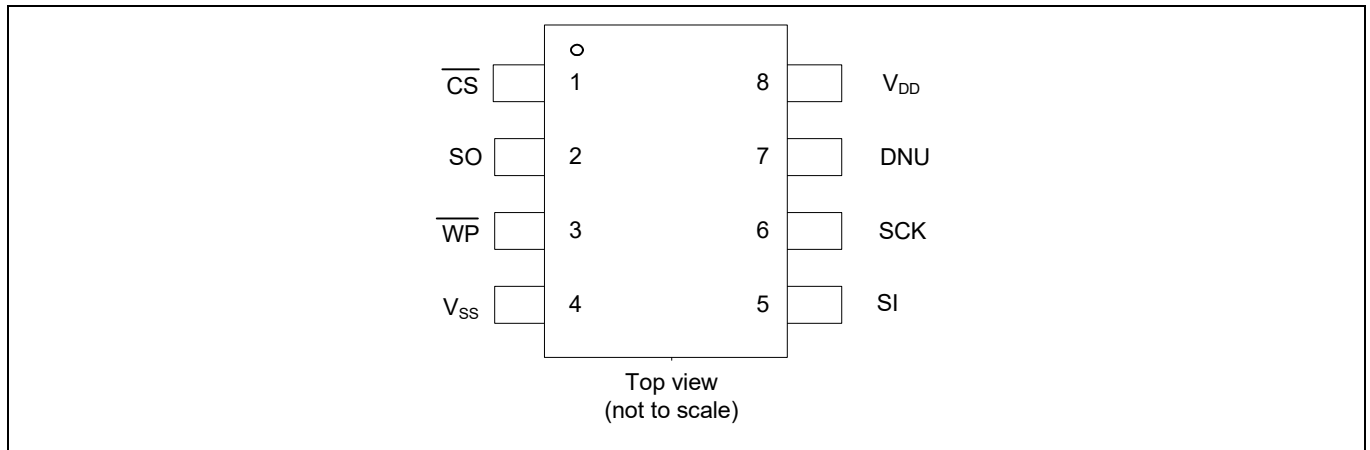 CS 1 8 VDD
SO 2 7 DNU
WP 3 6 SCK
VSS 4 5 SI
Top view
(not to scale)